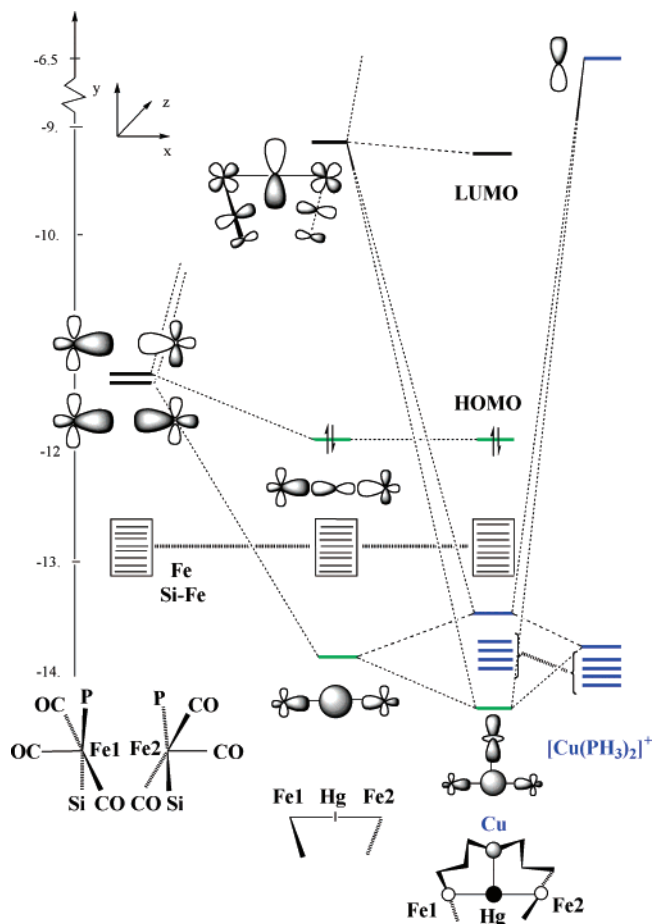 -6.5
y
z
x
-9.
LUMO
-10.
HOMO
-12
Fe
Si-Fe
-13.
-14.
P
P
CO
CO
OC
Fe1
Fe2
CO
Si
CO
CO
Si
[Cu(PH3)2]+
Fe1 Hg Fe2
Cu
Fe1
Hg
Fe2